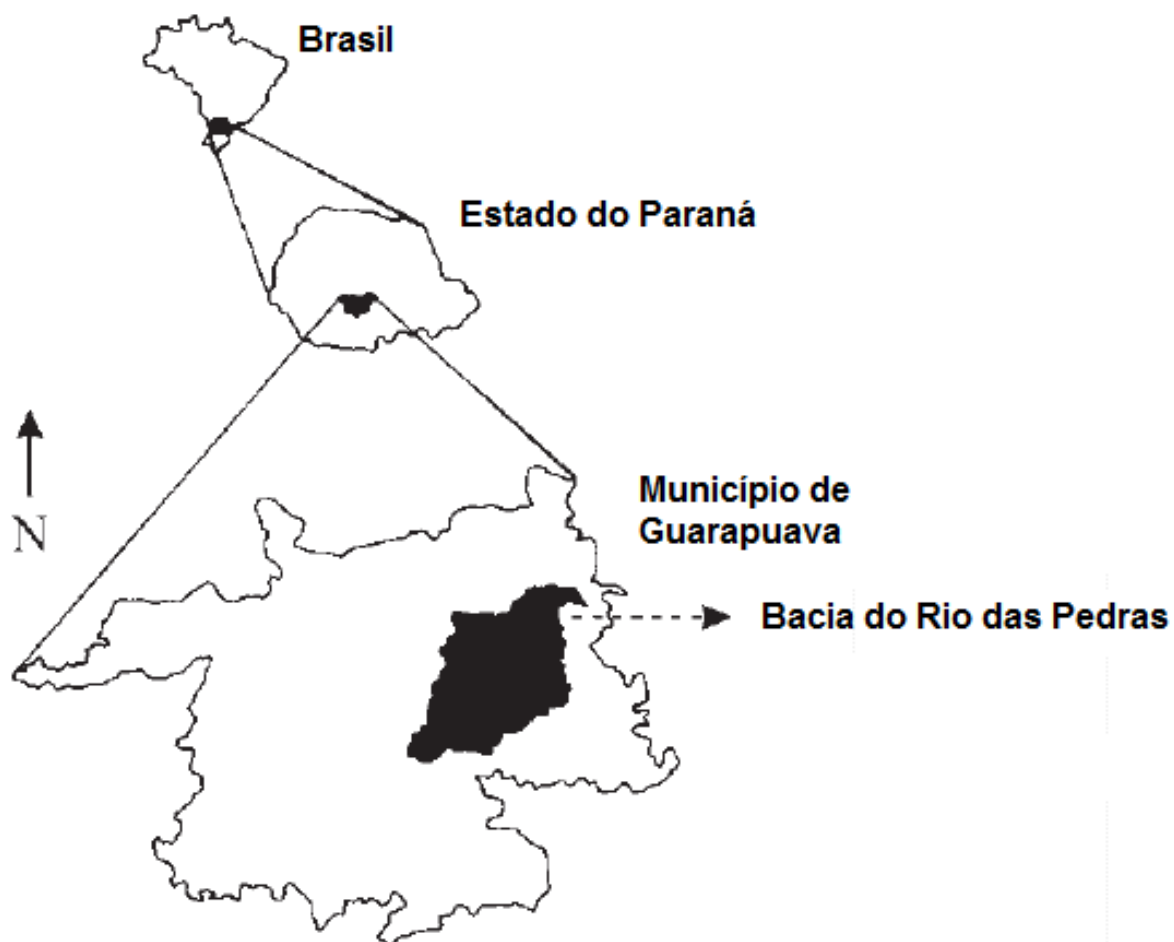 Brasil
Estado do Paraná
N
Município de
Guarapuava
Bacia do Rio das Pedras